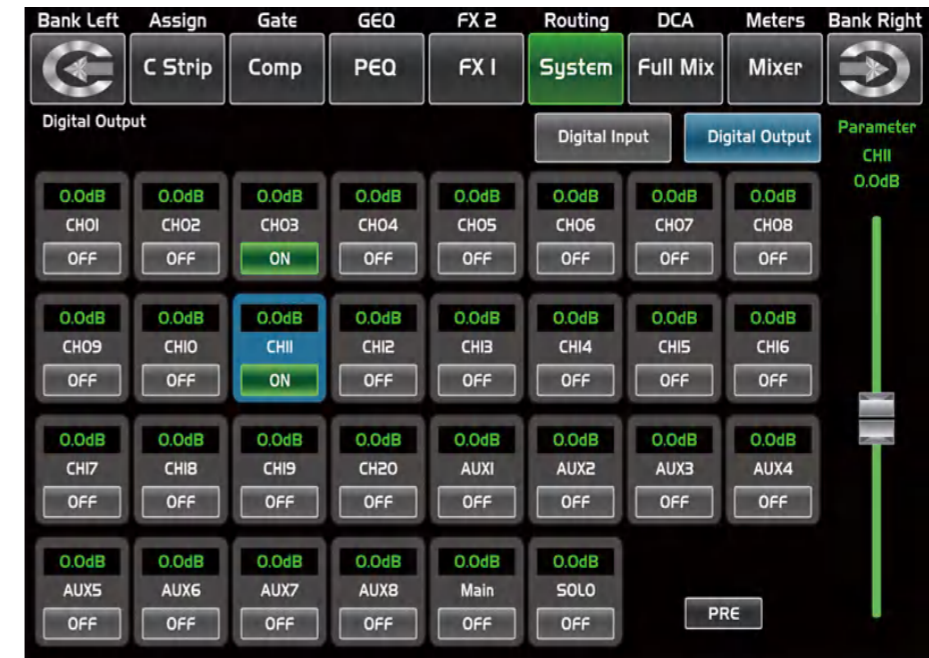 Bank Left Assign Gate GEQ FX 2 Routing DCA Meters Bank Right
C Strip Comp PEQ FX 1 System Full Mix Mixer
Digital Output Digital Input Digital Output Parameter
CH11
0.0dB
0.0dB 0.0dB 0.0dB 0.0dB 0.0dB 0.0dB 0.0dB 0.0dB
CH01 CH02 CH03 CH04 CH05 CH06 CH07 CH08
OFF OFF ON OFF OFF OFF OFF OFF
0.0dB 0.0dB 0.0dB 0.0dB 0.0dB 0.0dB 0.0dB 0.0dB
CH09 CH10 CH11 CH12 CH13 CH14 CH15 CH16
OFF OFF ON OFF OFF OFF OFF OFF
0.0dB 0.0dB 0.0dB 0.0dB 0.0dB 0.0dB 0.0dB 0.0dB
CH17 CH18 CH19 CH20 AUX1 AUX2 AUX3 AUX4
OFF OFF OFF OFF OFF OFF OFF OFF
0.0dB 0.0dB 0.0dB 0.0dB 0.0dB 0.0dB
AUX5 AUX6 AUX7 AUX8 Main SOLO
OFF OFF OFF OFF OFF OFF PRE